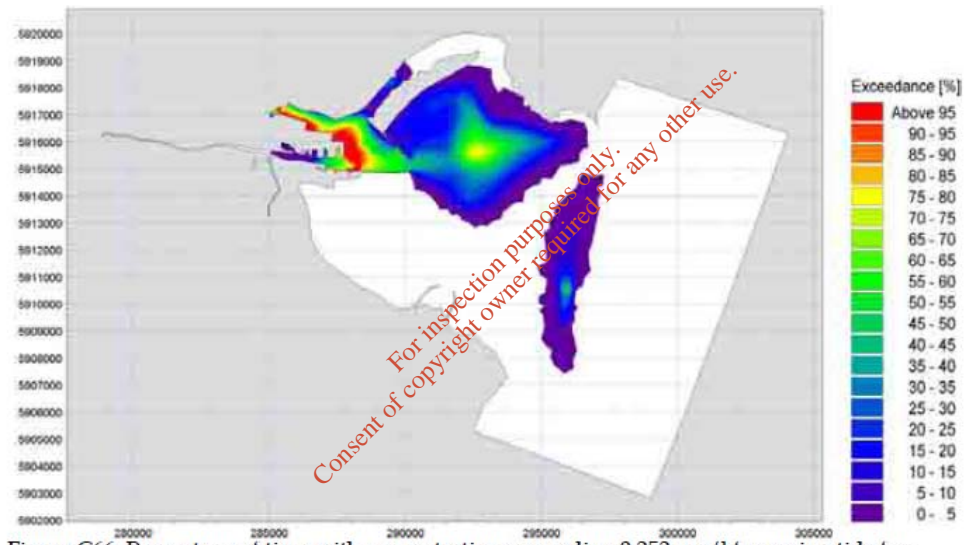 5920000
5919000
5918000
5917000
5916000
5915000
5914000
5913000
5912000
5911000
5910000
5909000
5908000
5907000
5906000
5905000
5904000
5903000
5902000
280000 285000 290000 295000 300000 305000
Exceedance [%]
Above 95
90 - 95
85 - 90
80 - 85
75 - 80
70 - 75
65 - 70
60 - 65
55 - 60
50 - 55
45 - 50
40 - 45
35 - 40
30 - 35
25 - 30
20 - 25
15 - 20
10 - 15
5 - 10
0 - 5
For inspection purposes only.
Consent of copyright owner required for any other use.